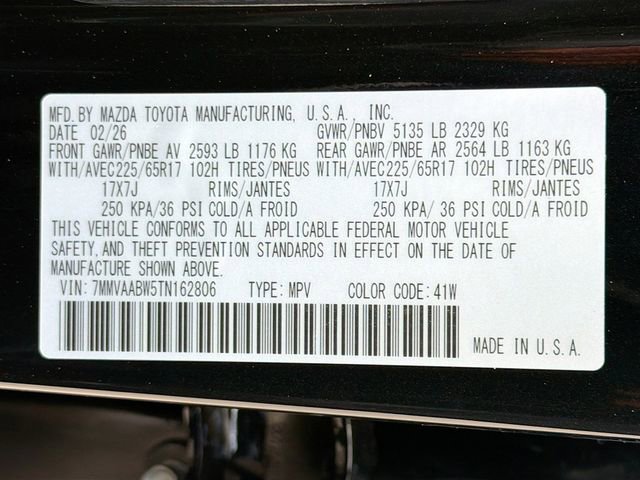 MFD. BY MAZDA TOYOTA MANUFACTURING, U.S.A., INC.
DATE 02/26 GVWR/PNBV 5135 LB 2329 KG
FRONT GAWR/PNBE AV 2593 LB 1176 KG REAR GAWR/PNBE AR 2564 LB 1163 KG
WITH/AVEC225/65R17 102H TIRES/PNEUS WITH/AVEC225/65R17 102H TIRES/PNEUS
17X7J RIMS/JANTES 17X7J RIMS/JANTES
250 KPA/ 36 PSI COLD/A FROID 250 KPA/ 36 PSI COLD/A FROID
THIS VEHICLE CONFORMS TO ALL APPLICABLE FEDERAL MOTOR VEHICLE
SAFETY, AND THEFT PREVENTION STANDARDS IN EFFECT ON THE DATE OF
MANUFACTURE SHOWN ABOVE.
VIN: 7MMVAABW5TN162806 TYPE: MPV COLOR CODE: 41W
MADE IN U.S.A.